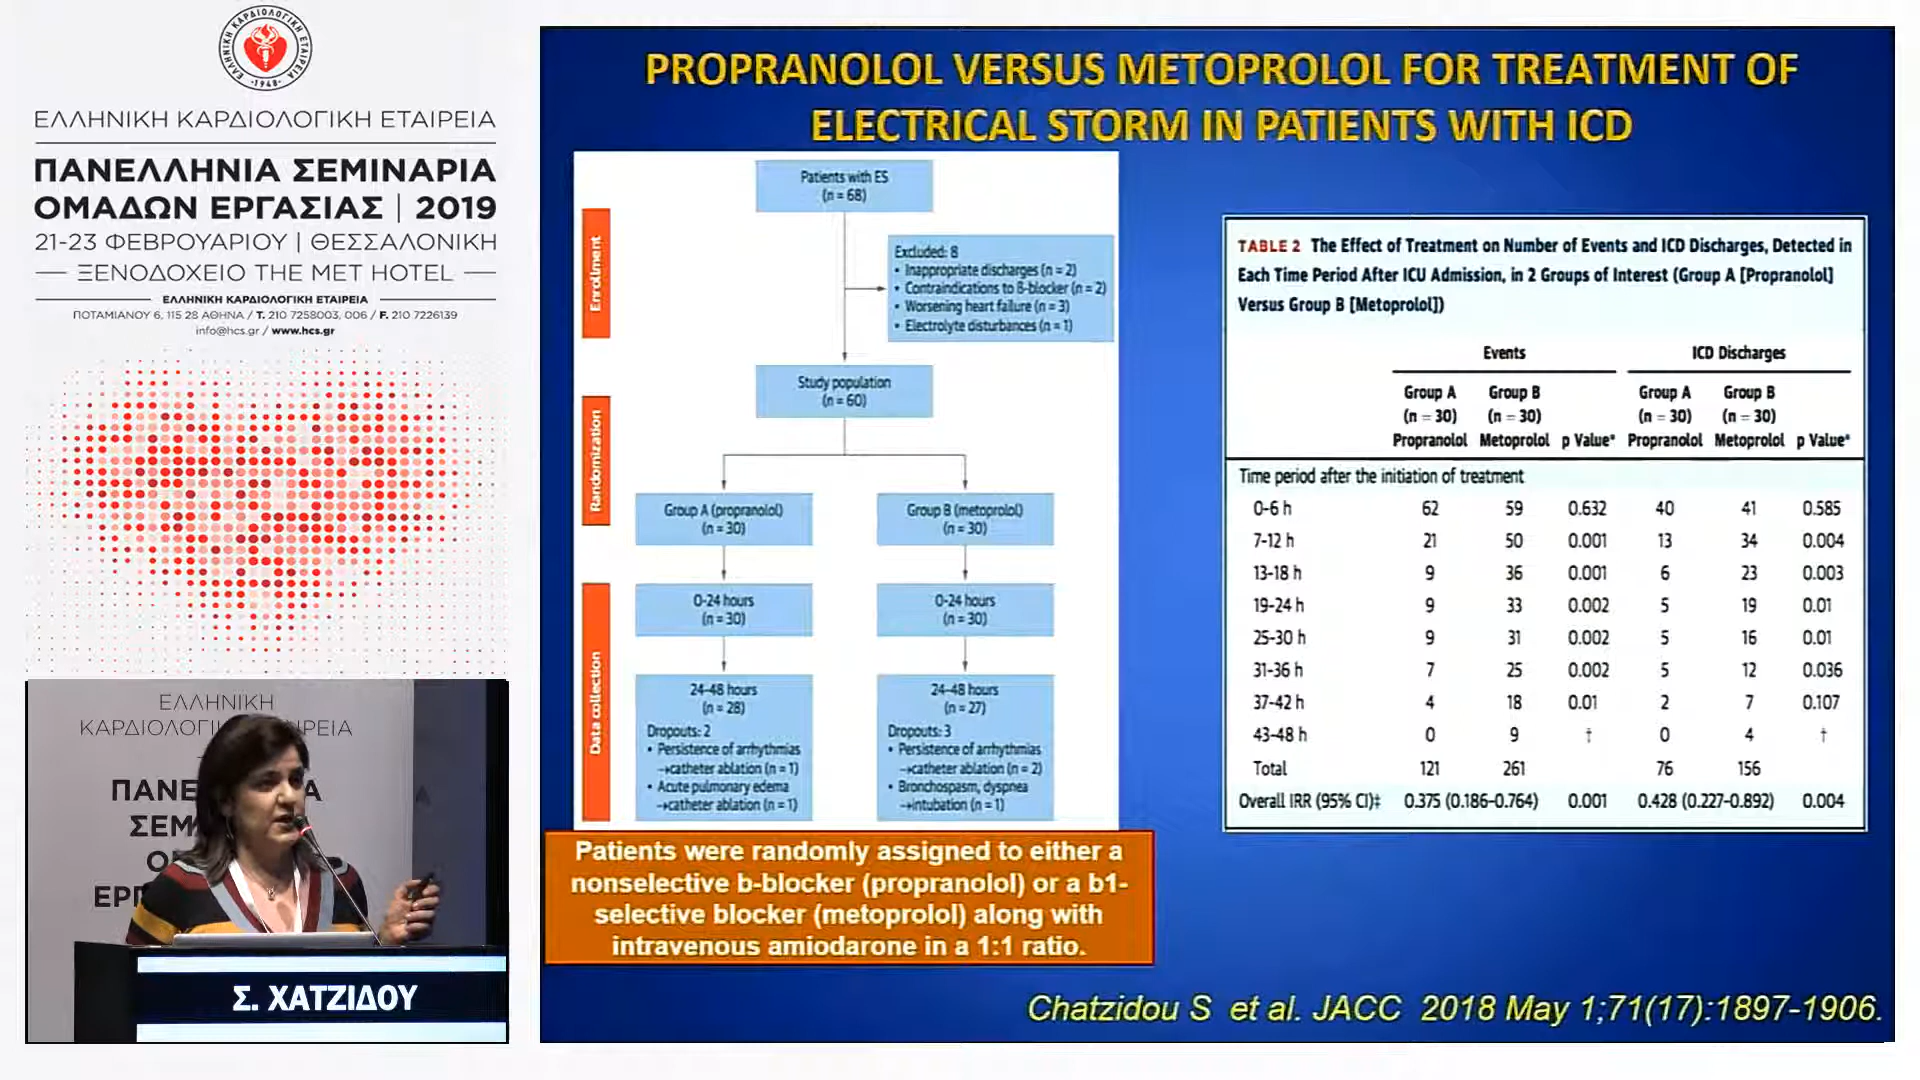 ΕΛΛΗΝΙΚΗ ΚΑΡΔΙΟΛΟΓΙΚΗ ΕΤΑΙΡΕΙΑ
·1948·
ΕΛΛΗΝΙΚΗ ΚΑΡΔΙΟΛΟΓΙΚΗ ΕΤΑΙΡΕΙΑ
ΠΑΝΕΛΛΗΝΙΑ ΣΕΜΙΝΑΡΙΑ
ΟΜΑΔΩΝ ΕΡΓΑΣΙΑΣ | 2019
21-23 ΦΕΒΡΟΥΑΡΙΟΥ | ΘΕΣΣΑΛΟΝΙΚΗ
ΞΕΝΟΔΟΧΕΙΟ THE MET HOTEL
ΕΛΛΗΝΙΚΗ ΚΑΡΔΙΟΛΟΓΙΚΗ ΕΤΑΙΡΕΙΑ
ΠΟΤΑΜΙΑΝΟΥ 6, 115 28 ΑΘΗΝΑ / T. 210 7258003, 006 / F. 210 7226139
info@hcs.gr / www.hcs.gr
ΕΛΛΗΝΙΚΗ
ΚΑΡΔΙΟΛΟΓΙ ΡΕΙΑ
ΠΑΝΕ Α
ΣΕΜ
Ο
ΕΡΓ
Σ. ΧΑΤΖΙΔΟΥ
PROPRANOLOL VERSUS METOPROLOL FOR TREATMENT OF
ELECTRICAL STORM IN PATIENTS WITH ICD
Enrolment
Patients with ES
(n = 68)
Excluded: 8
• Inappropriate discharges (n = 2)
• Contraindications to ß-blocker (n = 2)
• Worsening heart failure (n = 3)
• Electrolyte disturbances (n = 1)
Randomization
Study population
(n = 60)
Group A (propranolol)
(n = 30)
Group B (metoprolol)
(n = 30)
Data collection
0-24 hours
(n = 30)
0-24 hours
(n = 30)
24-48 hours
(n = 28)
Dropouts: 2
• Persistence of arrhythmias
→catheter ablation (n = 1)
• Acute pulmonary edema
→catheter ablation (n = 1)
24-48 hours
(n = 27)
Dropouts: 3
• Persistence of arrhythmias
→catheter ablation (n = 2)
• Bronchospasm, dyspnea
→intubation (n = 1)
Patients were randomly assigned to either a
nonselective b-blocker (propranolol) or a b1-
selective blocker (metoprolol) along with
intravenous amiodarone in a 1:1 ratio.
TABLE 2 The Effect of Treatment on Number of Events and ICD Discharges, Detected in
Each Time Period After ICU Admission, in 2 Groups of Interest (Group A [Propranolol]
Versus Group B [Metoprolol])
Events ICD Discharges
Group A Group B Group A Group B
(n = 30) (n = 30) (n = 30) (n = 30)
Propranolol Metoprolol p Value* Propranolol Metoprolol p Value*
Time period after the initiation of treatment
0-6 h 62 59 0.632 40 41 0.585
7-12 h 21 50 0.001 13 34 0.004
13-18 h 9 36 0.001 6 23 0.003
19-24 h 9 33 0.002 5 19 0.01
25-30 h 9 31 0.002 5 16 0.01
31-36 h 7 25 0.002 5 12 0.036
37-42 h 4 18 0.01 2 7 0.107
43-48 h 0 9 † 0 4 †
Total 121 261 76 156
Overall IRR (95% CI)‡ 0.375 (0.186-0.764) 0.001 0.428 (0.227-0.892) 0.004
Chatzidou S et al. JACC 2018 May 1;71(17):1897-1906.